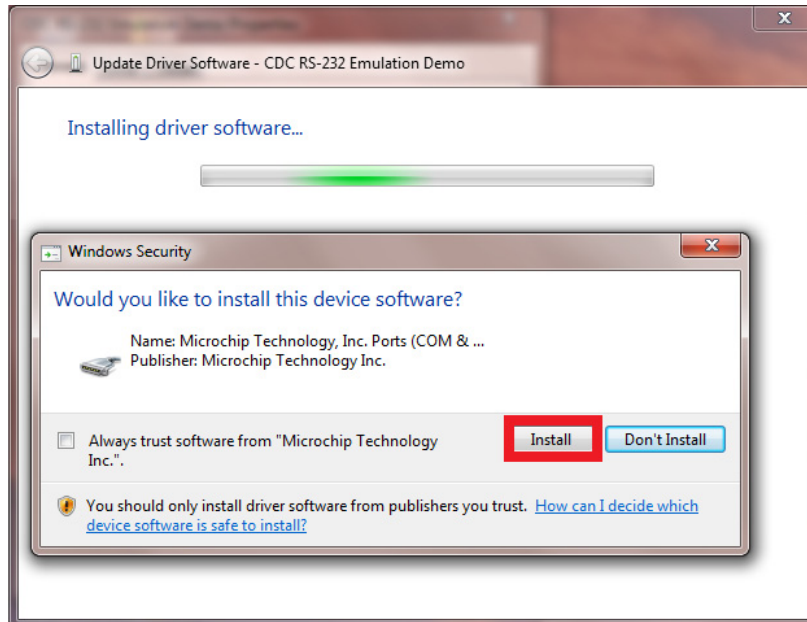 Update Driver Software - CDC RS-232 Emulation Demo
Installing driver software...
Windows Security
Would you like to install this device software?
Name: Microchip Technology, Inc. Ports (COM & ...
Publisher: Microchip Technology Inc.
Always trust software from "Microchip Technology
Inc.".
Install
Don't Install
You should only install driver software from publishers you trust. How can I decide which
device software is safe to install?